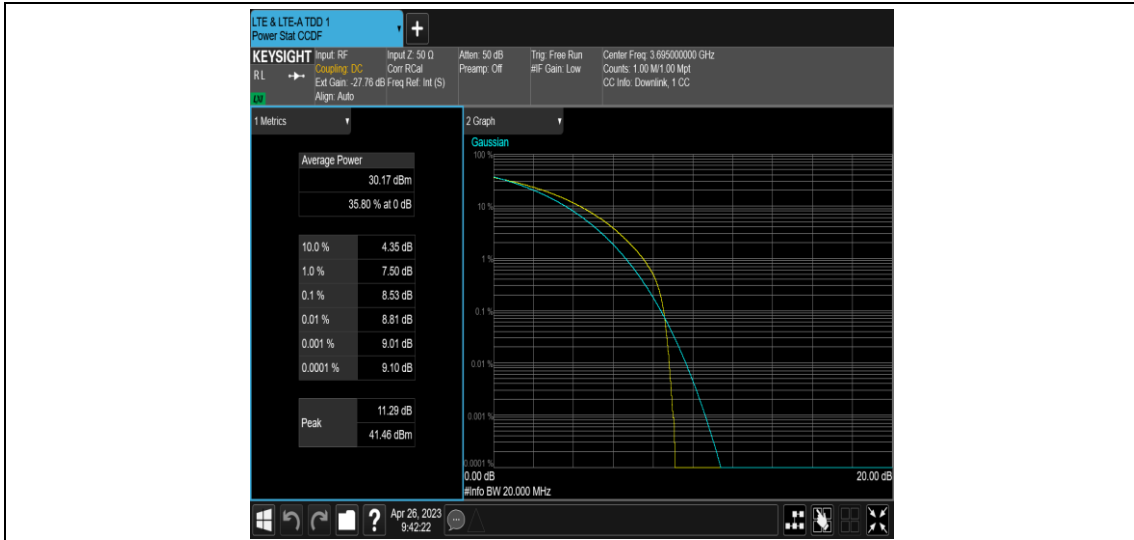 LTE & LTE-A TDD 1
Power Stat CCDF
KEYSIGHT
R L
LXI
Input: RF
Coupling: DC
Ext Gain: -27.76 dB
Align: Auto
Input Z: 50 Ω
Corr RCal
Freq Ref: Int (S)
Atten: 50 dB
Preamp: Off
Trig: Free Run
#IF Gain: Low
Center Freq: 3.695000000 GHz
Counts: 1.00 M/1.00 Mpt
CC Info: Downlink, 1 CC
1 Metrics
Average Power
30.17 dBm
35.80 % at 0 dB
10.0 % 4.35 dB
1.0 % 7.50 dB
0.1 % 8.53 dB
0.01 % 8.81 dB
0.001 % 9.01 dB
0.0001 % 9.10 dB
Peak
11.29 dB
41.46 dBm
2 Graph
Gaussian
100 %
10 %
1 %
0.1 %
0.01 %
0.001 %
0.0001 %
0.00 dB 20.00 dB
#Info BW 20.000 MHz
?
Apr 26, 2023
9:42:22